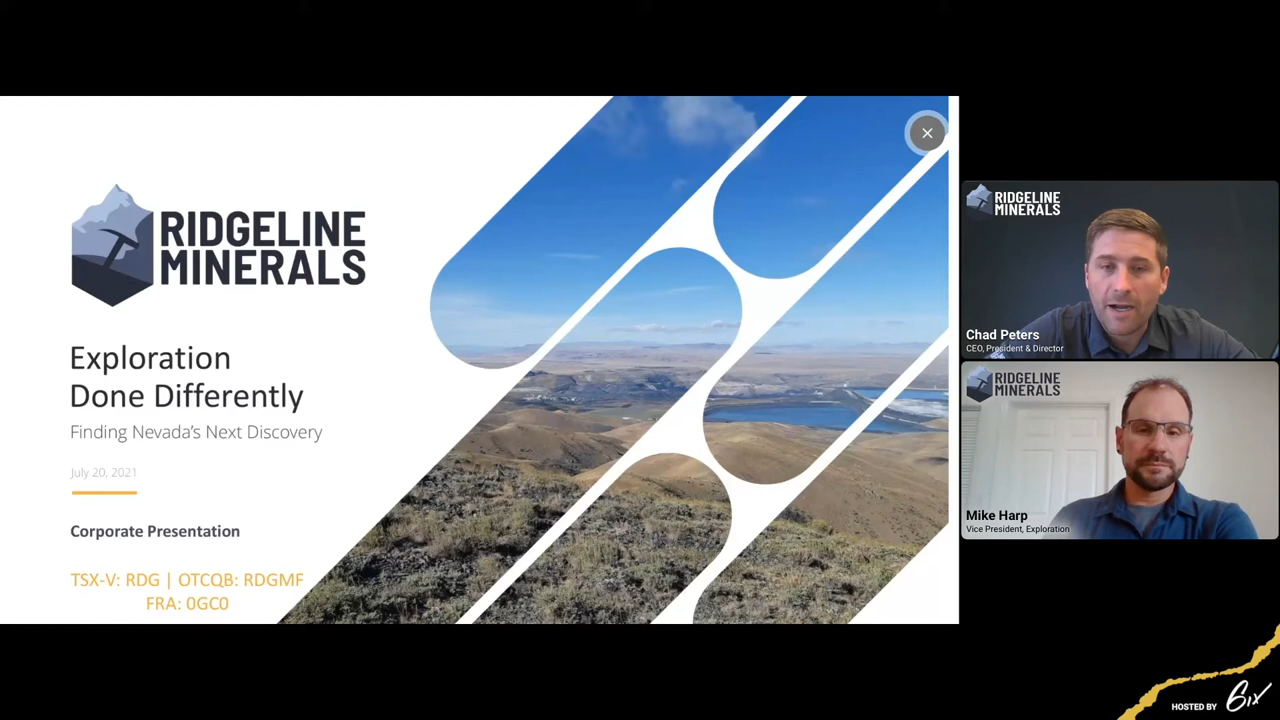 RIDGELINE
MINERALS
Exploration
Done Differently
Finding Nevada's Next Discovery
July 20, 2021
Corporate Presentation
TSX-V: RDG | OTCQB: RDGMF
FRA: 0GC0
RIDGELINE
MINERALS
Chad Peters
CEO, President & Director
RIDGELINE
MINERALS
Mike Harp
Vice President, Exploration
HOSTED BY 6ix